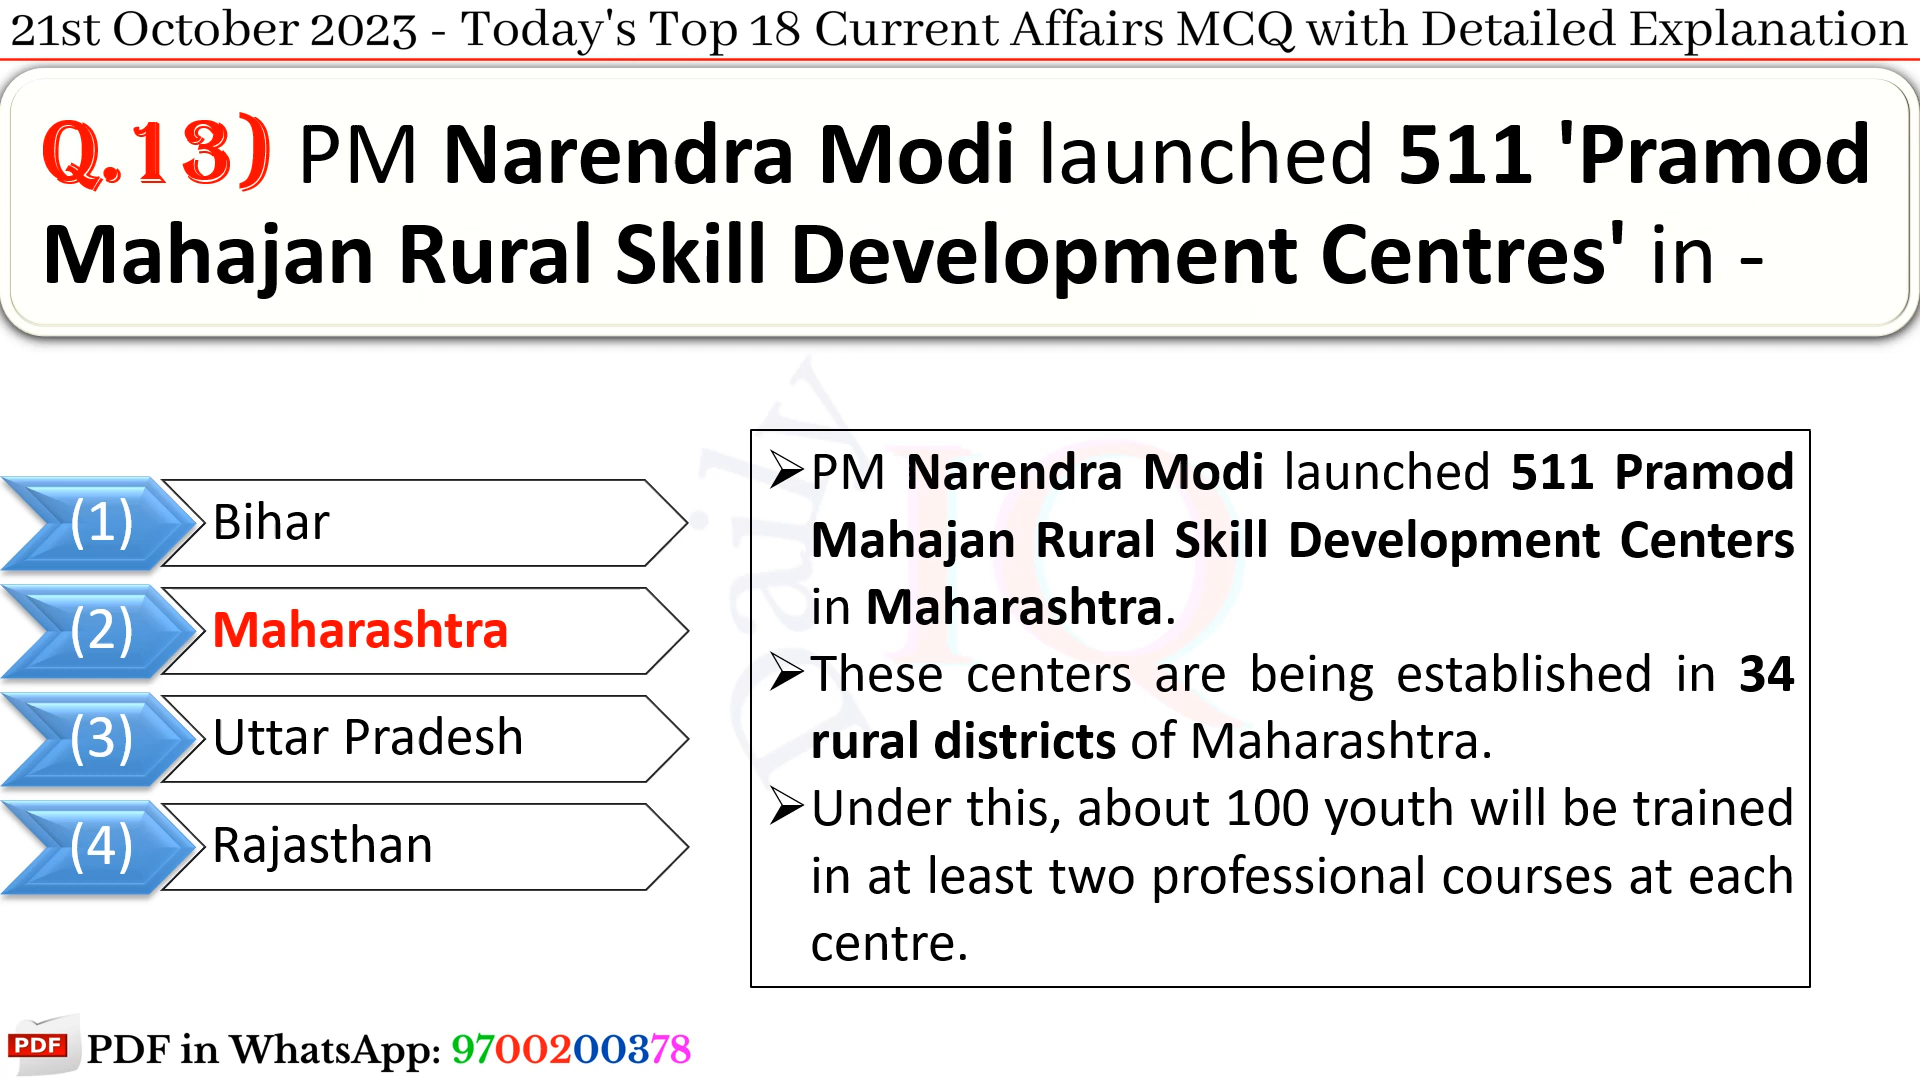 21st October 2023 - Today's Top 18 Current Affairs MCQ with Detailed Explanation
Q.13) PM Narendra Modi launched 511 'Pramod
Mahajan Rural Skill Development Centres' in -
(1) Bihar
(2) Maharashtra
(3) Uttar Pradesh
(4) Rajasthan
Daily
IQ
➢PM Narendra Modi launched 511 Pramod
Mahajan Rural Skill Development Centers
in Maharashtra.
➢These centers are being established in 34
rural districts of Maharashtra.
➢Under this, about 100 youth will be trained
in at least two professional courses at each
centre.
PDF PDF in WhatsApp: 9700200378